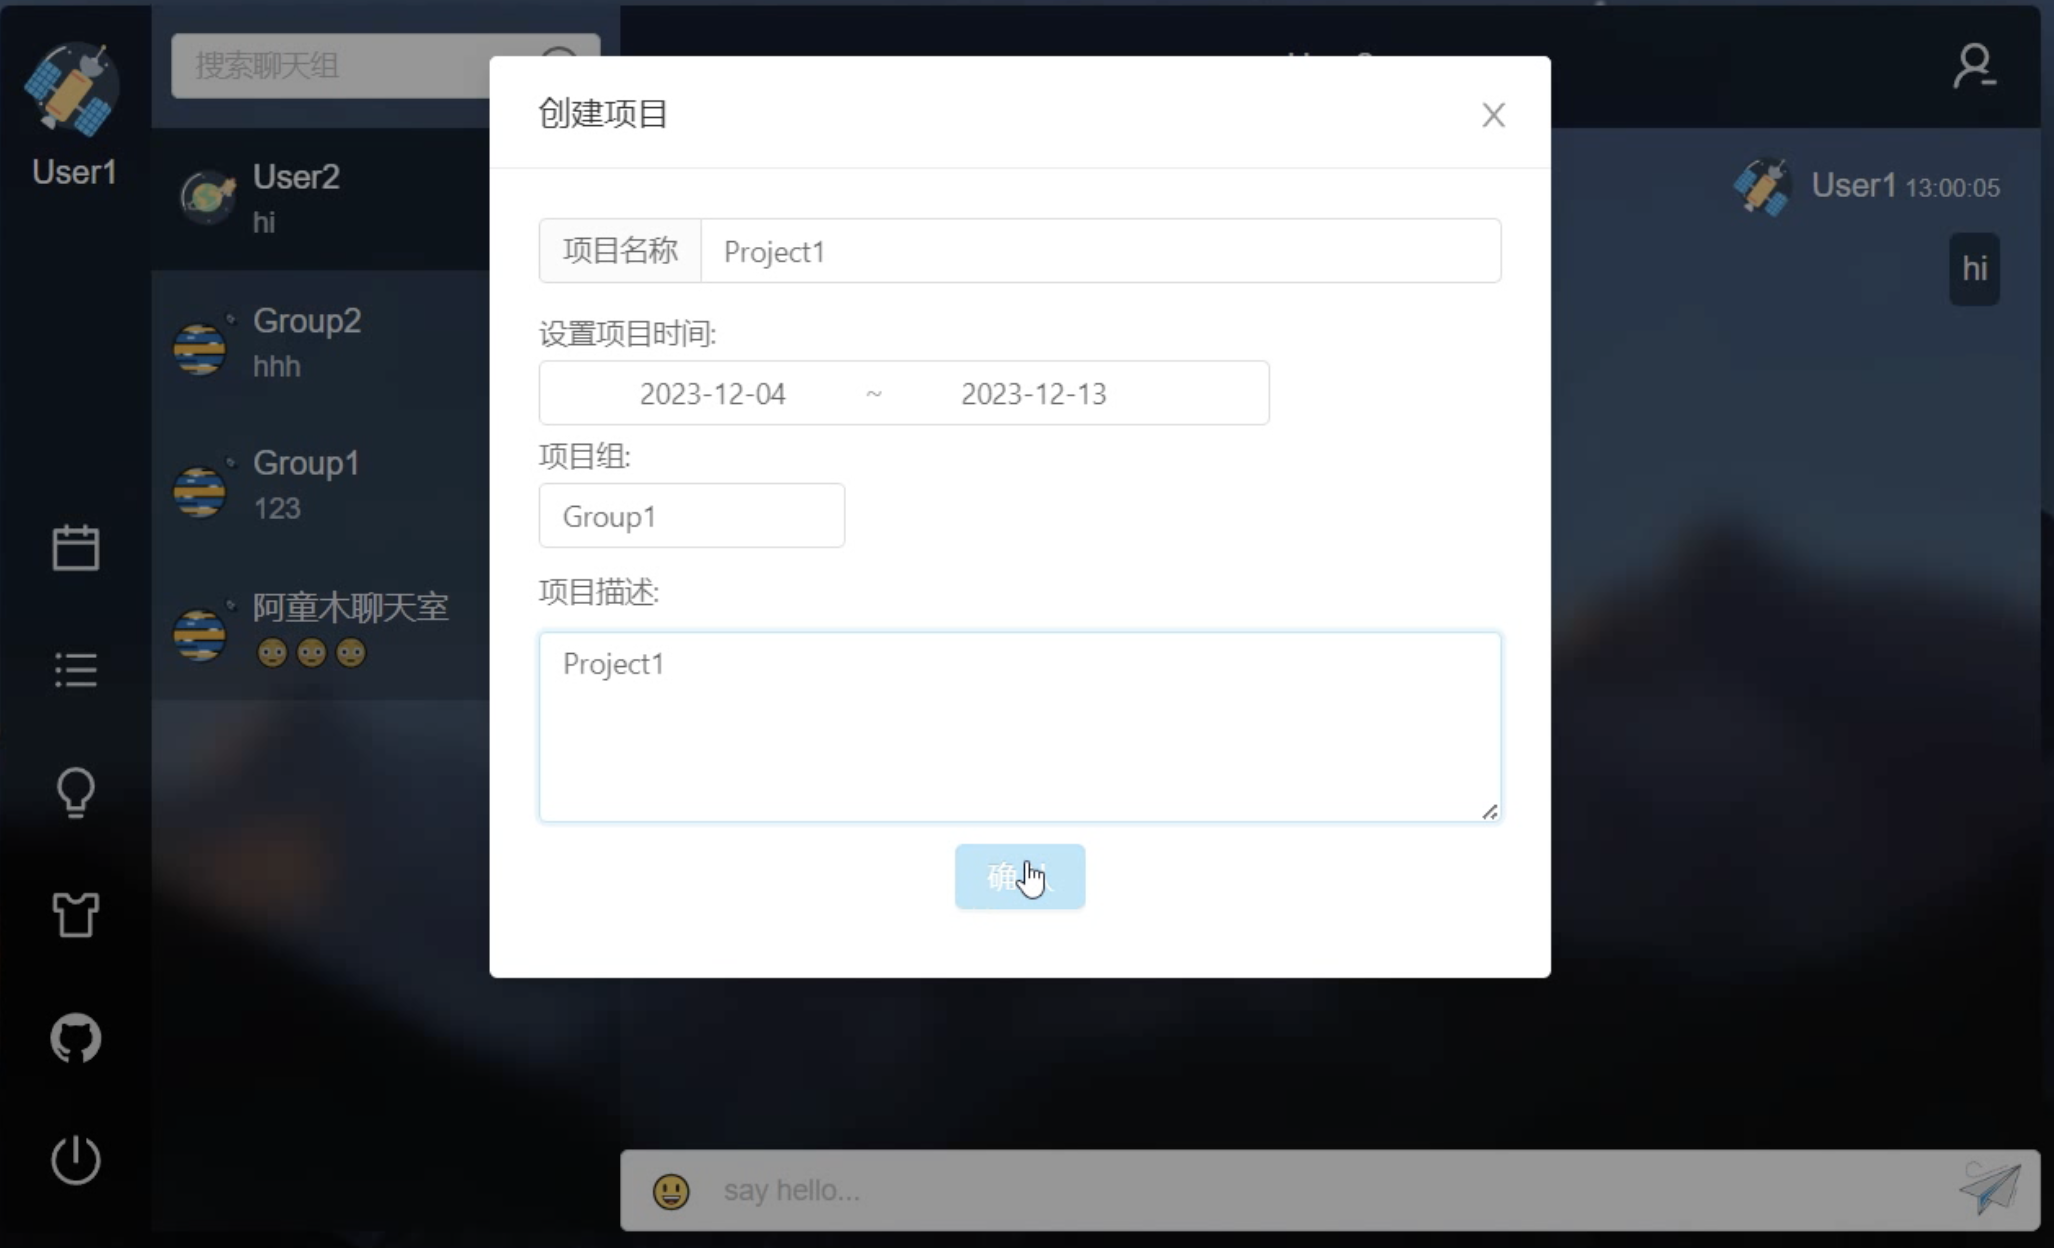 User1
搜索聊天组
User2
hi
Group2
hhh
Group1
123
阿童木聊天室
😳😳😳
创建项目
项目名称 Project1
设置项目时间:
2023-12-04 ~ 2023-12-13
项目组:
Group1
项目描述:
Project1
User1 13:00:05
hi
say hello...